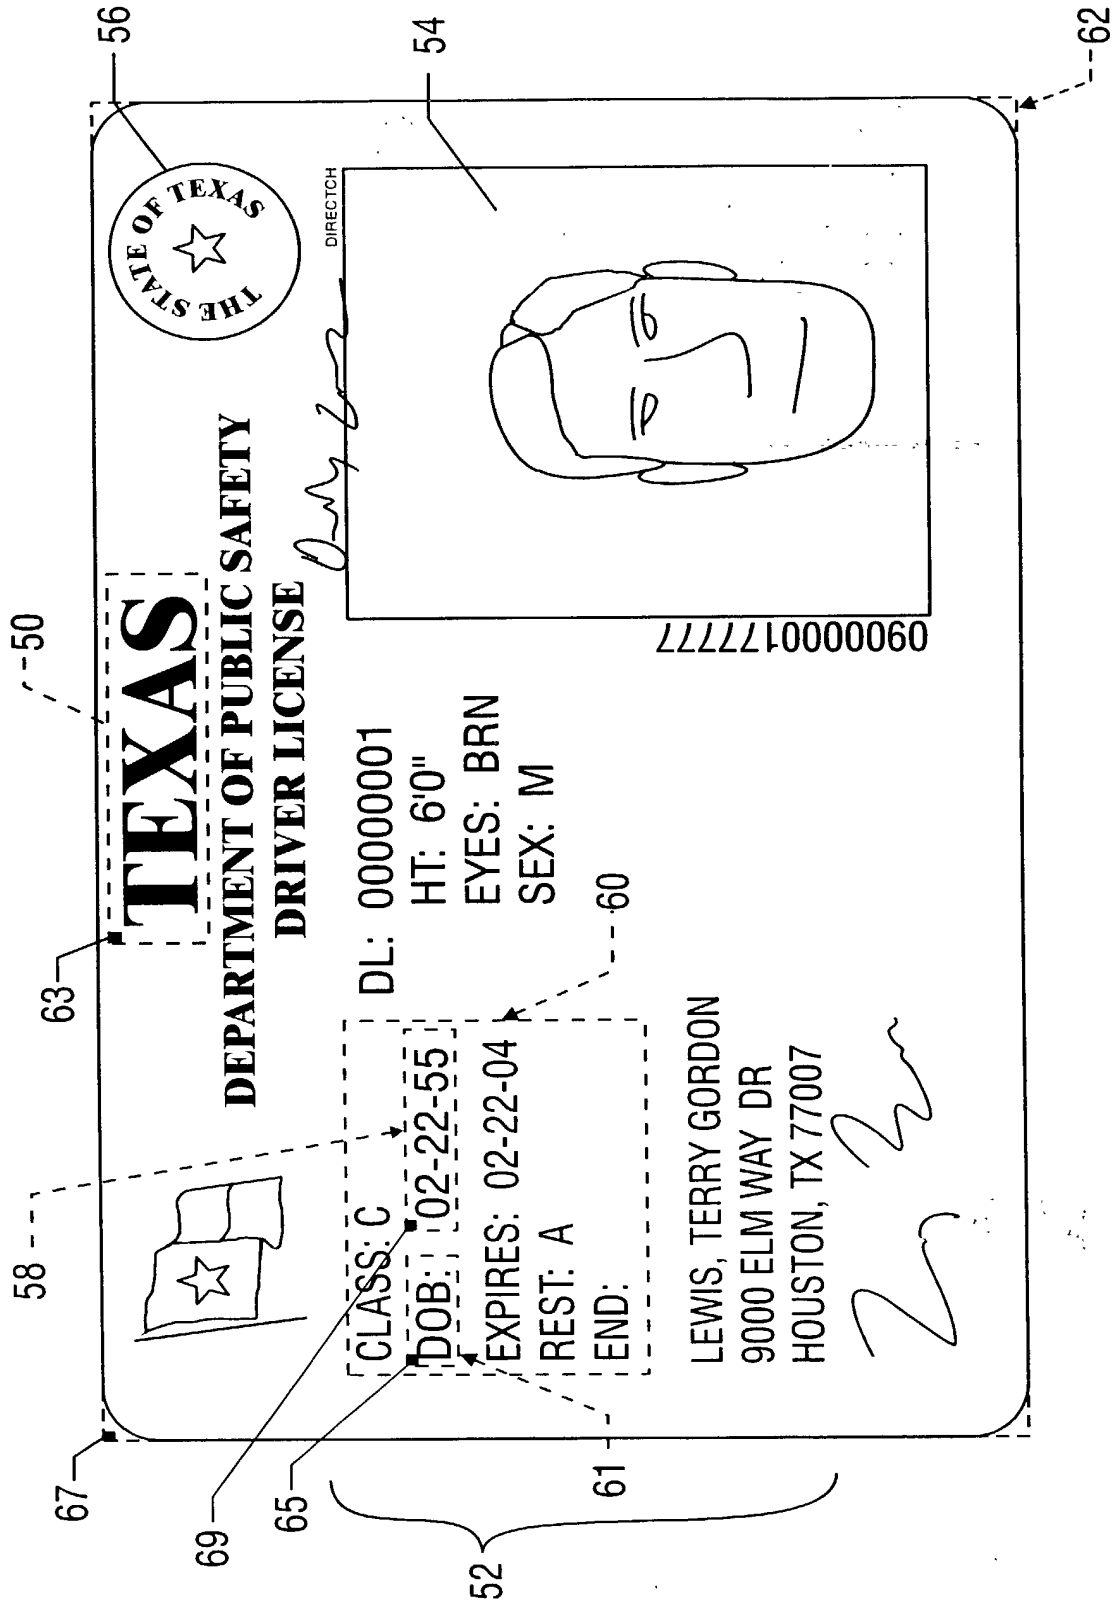 50
56
54
62
63
58
67
69
65
61
52
60
TEXAS
DEPARTMENT OF PUBLIC SAFETY
DRIVER LICENSE
THE STATE OF TEXAS
DIRECTCH
CLASS: C
DOB: 02-22-55
EXPIRES: 02-22-04
REST: A
END:
DL: 00000001
HT: 6'0"
EYES: BRN
SEX: M
09000001777777
LEWIS, TERRY GORDON
9000 ELM WAY DR
HOUSTON, TX 77007